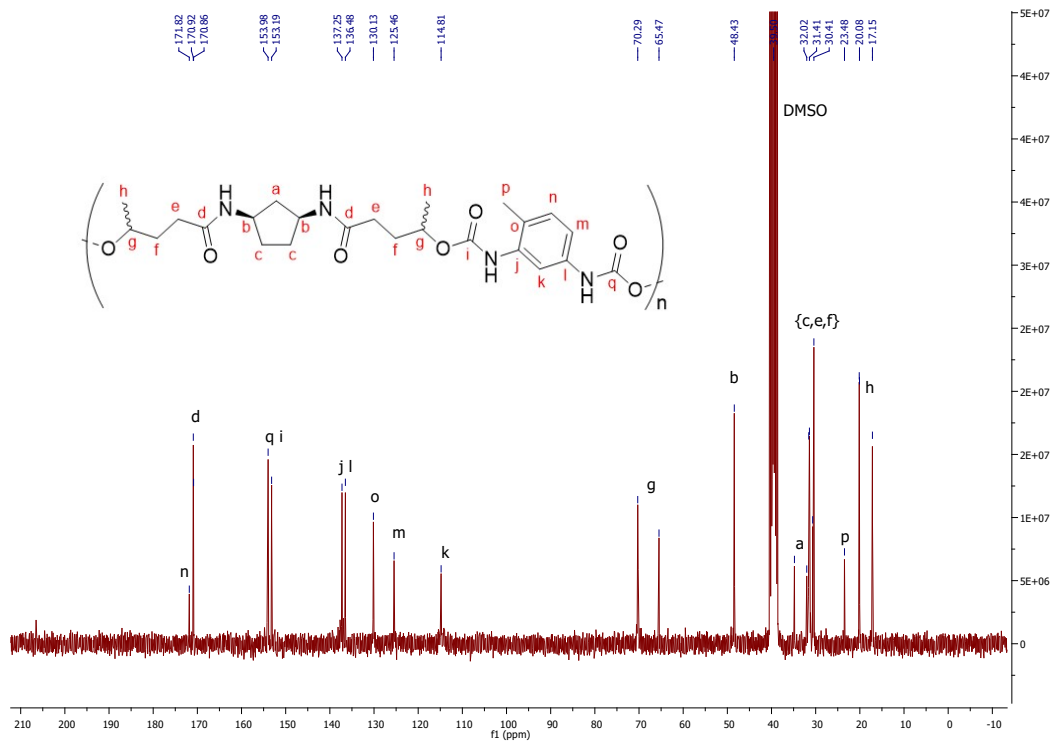 171.82
170.92
170.86
153.98
153.19
137.25
136.48
130.13
125.46
114.81
70.29
65.47
48.43
39.50
32.02
31.41
30.41
23.48
20.08
17.15
5E+07
4E+07
4E+07
4E+07
3E+07
2E+07
2E+07
2E+07
1E+07
5E+06
0
DMSO
h
e
d
H
N
a
H
N
d
e
h
p
n
O
g
f
O
b
c
c
b
O
f
g
O
O
i
N
H
o
m
j
k
l
N
H
O
q
O
n
{c,e,f}
n
d
q i
j l
o
m
k
g
b
a
p
h
210 200 190 180 170 160 150 140 130 120 110 100 90 80 70 60 50 40 30 20 10 0 -10
f1 (ppm)